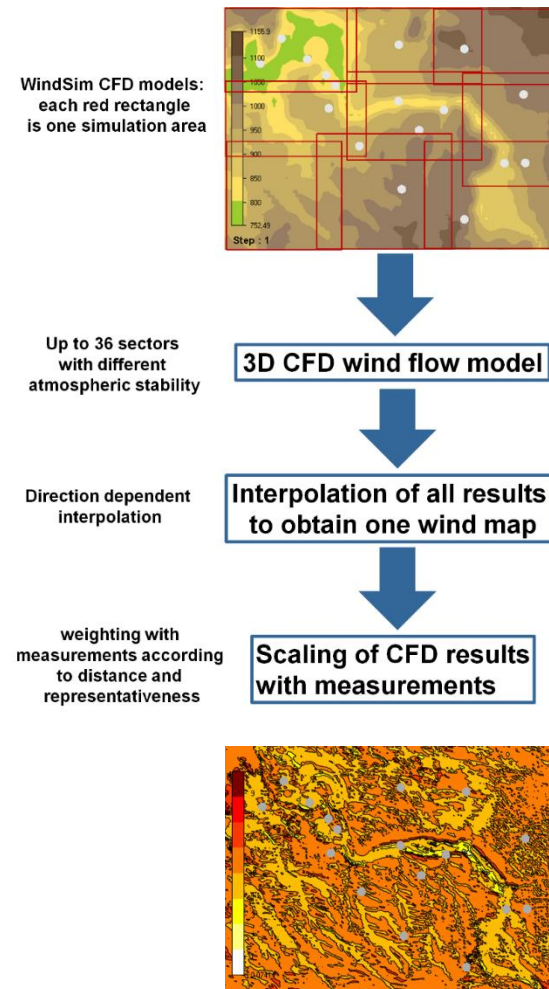 WindSim CFD models:
each red rectangle
is one simulation area
1155.9
1100
1050
1000
950
900
850
800
752.49
Step : 1
Up to 36 sectors
with different
atmospheric stability
3D CFD wind flow model
Direction dependent
interpolation
Interpolation of all results
to obtain one wind map
weighting with
measurements according
to distance and
representativeness
Scaling of CFD results
with measurements